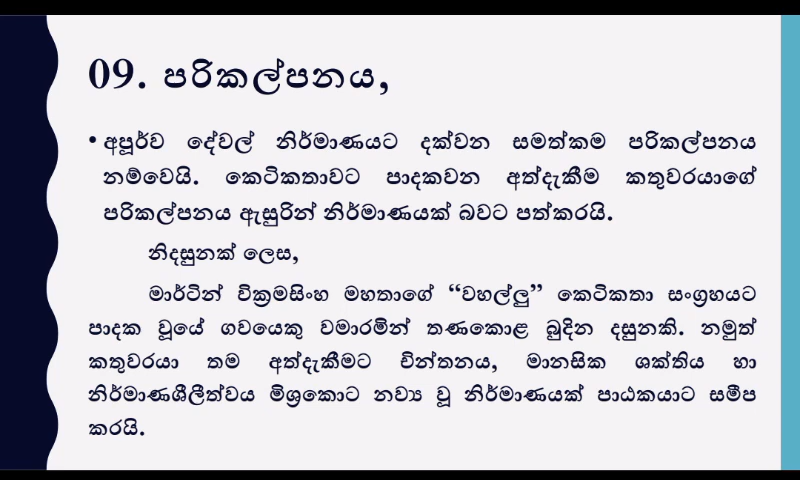 09. පරිකල්පනය,
• අපූර්ව දේවල් නිර්මාණයට දක්වන සමත්කම පරිකල්පනය
නම්වෙයි. කෙටිකතාවට පාදකවන අත්දැකීම කතුවරයාගේ
පරිකල්පනය ඇසුරින් නිර්මාණයක් බවට පත්කරයි.
නිදසුනක් ලෙස,
මාර්ටින් වික්‍රමසිංහ මහතාගේ “වහල්ලු” කෙටිකතා සංග්‍රහයට
පාදක වූයේ ගවයෙකු වමාරමින් තණකොළ බුදින දසුනකි. නමුත්
කතුවරයා තම අත්දැකීමට චින්තනය, මානසික ශක්තිය හා
නිර්මාණශීලීත්වය මිශ්‍රකොට නව්‍ය වූ නිර්මාණයක් පාඨකයාට සමීප
කරයි.